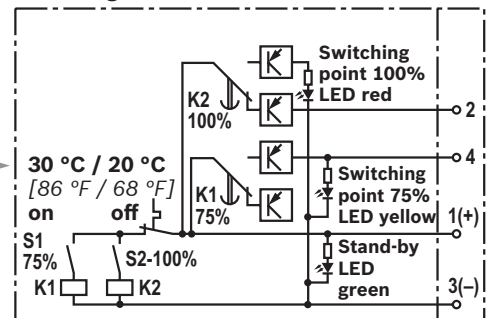 Switching
point 100%
LED red
K2
100%
2
4
30 °C / 20 °C
[86 °F / 68 °F]
on off
K1
75%
Switching
point 75%
LED yellow
1(+)
S1
75%
S2-100%
Stand-by
LED
green
K1 K2
3(–)